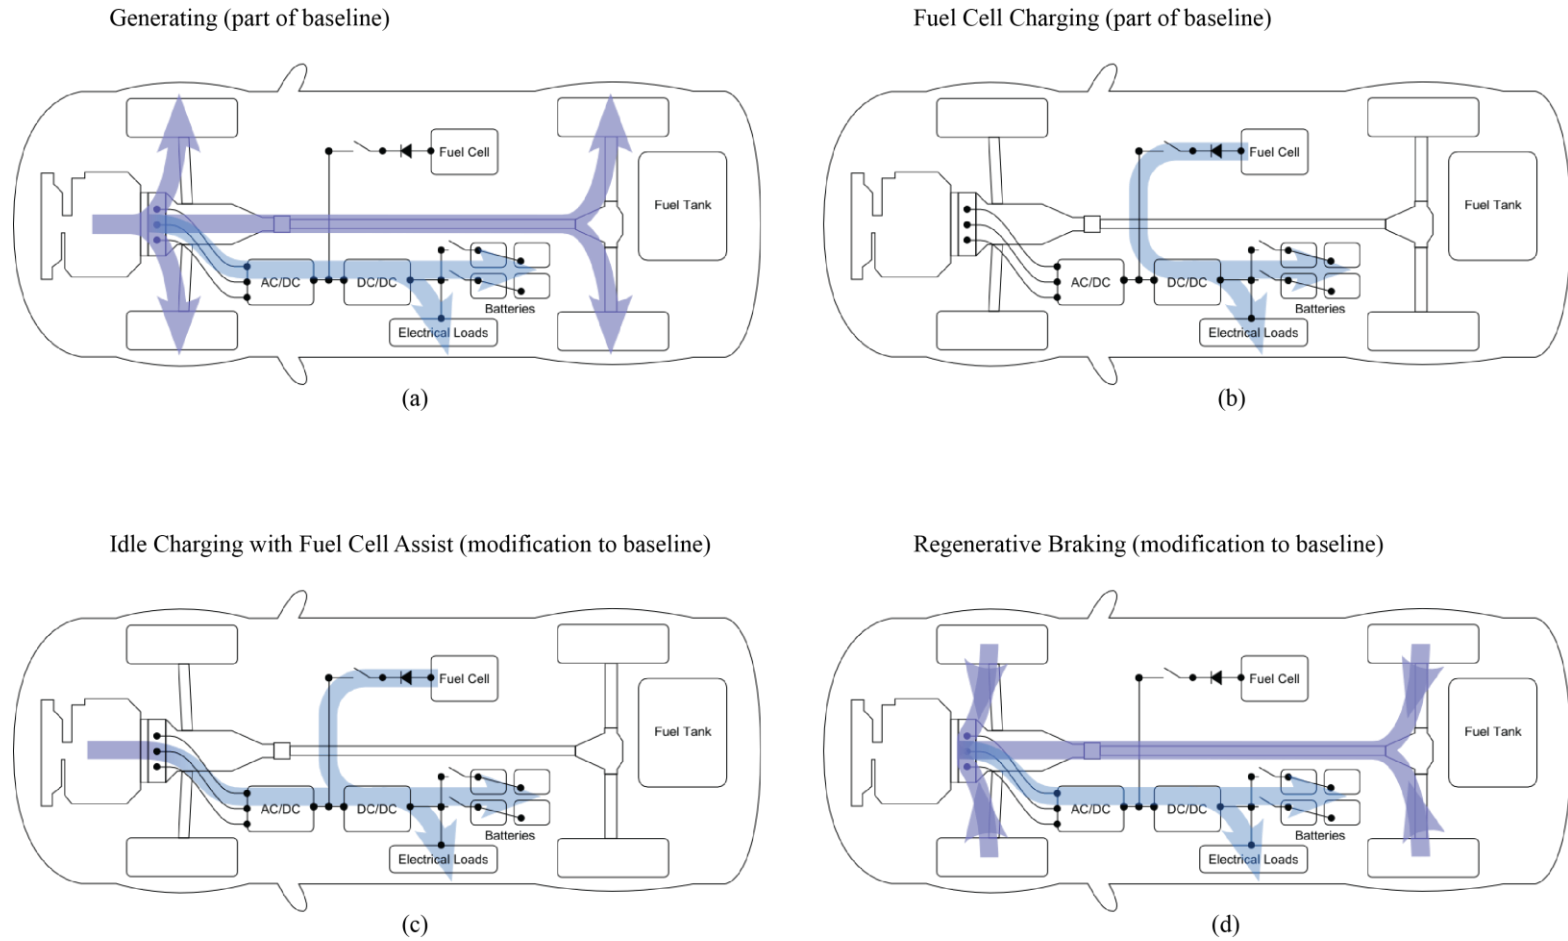 Generating (part of baseline)
Fuel Cell Charging (part of baseline)
Fuel Cell
Fuel Tank
AC/DC
DC/DC
Batteries
Electrical Loads
(a)
Fuel Cell
Fuel Tank
AC/DC
DC/DC
Batteries
Electrical Loads
(b)
Idle Charging with Fuel Cell Assist (modification to baseline)
Regenerative Braking (modification to baseline)
Fuel Cell
Fuel Tank
AC/DC
DC/DC
Batteries
Electrical Loads
(c)
Fuel Cell
Fuel Tank
AC/DC
DC/DC
Batteries
Electrical Loads
(d)